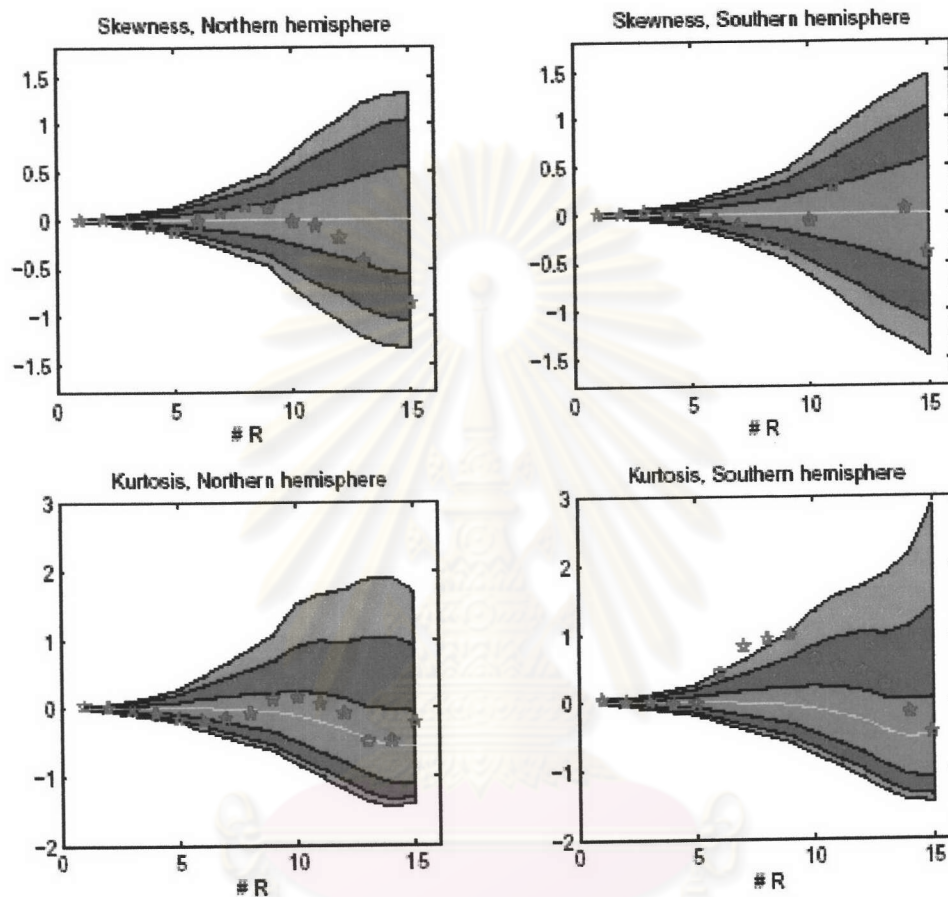 Skewness, Northern hemisphere
1.5
1
0.5
0
−0.5
−1
−1.5
0 5 10 15
# R
Skewness, Southern hemisphere
1.5
1
0.5
0
−0.5
−1
−1.5
0 5 10 15
# R
Kurtosis, Northern hemisphere
3
2
1
0
−1
−2
0 5 10 15
# R
Kurtosis, Southern hemisphere
3
2
1
0
−1
−2
0 5 10 15
# R